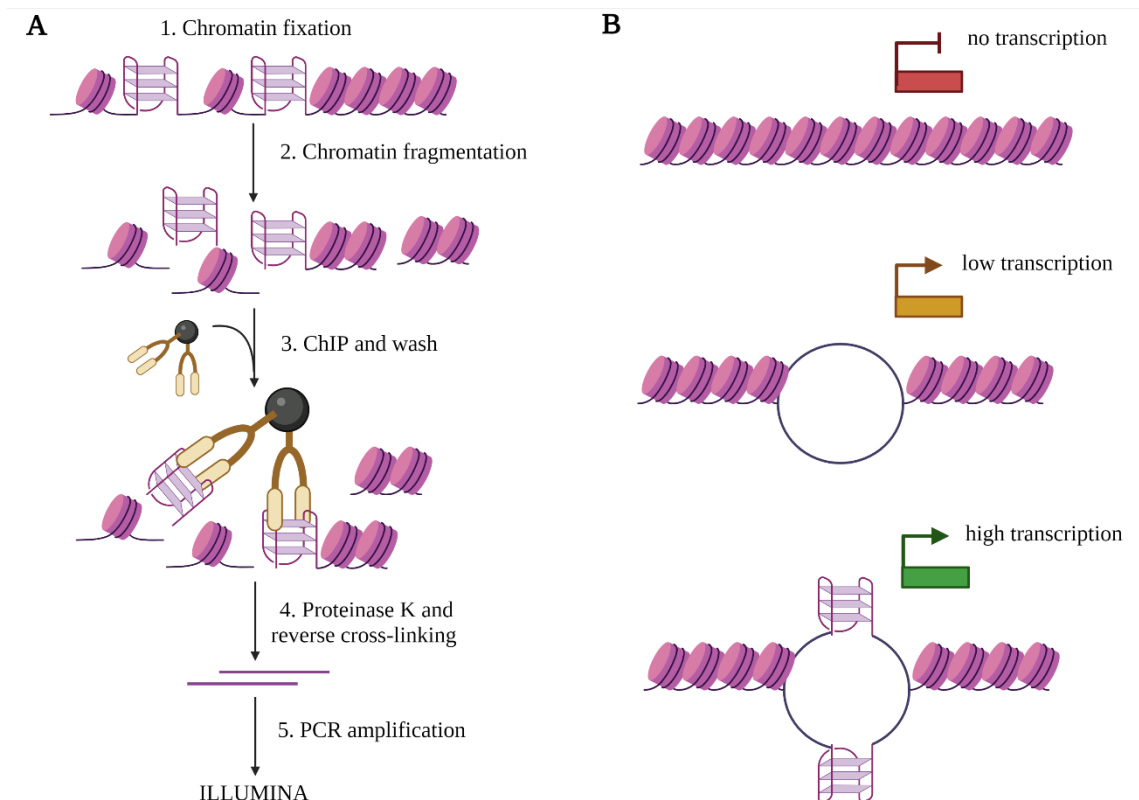 A
1. Chromatin fixation
2. Chromatin fragmentation
3. ChIP and wash
4. Proteinase K and
reverse cross-linking
5. PCR amplification
ILLUMINA
B
no transcription
low transcription
high transcription